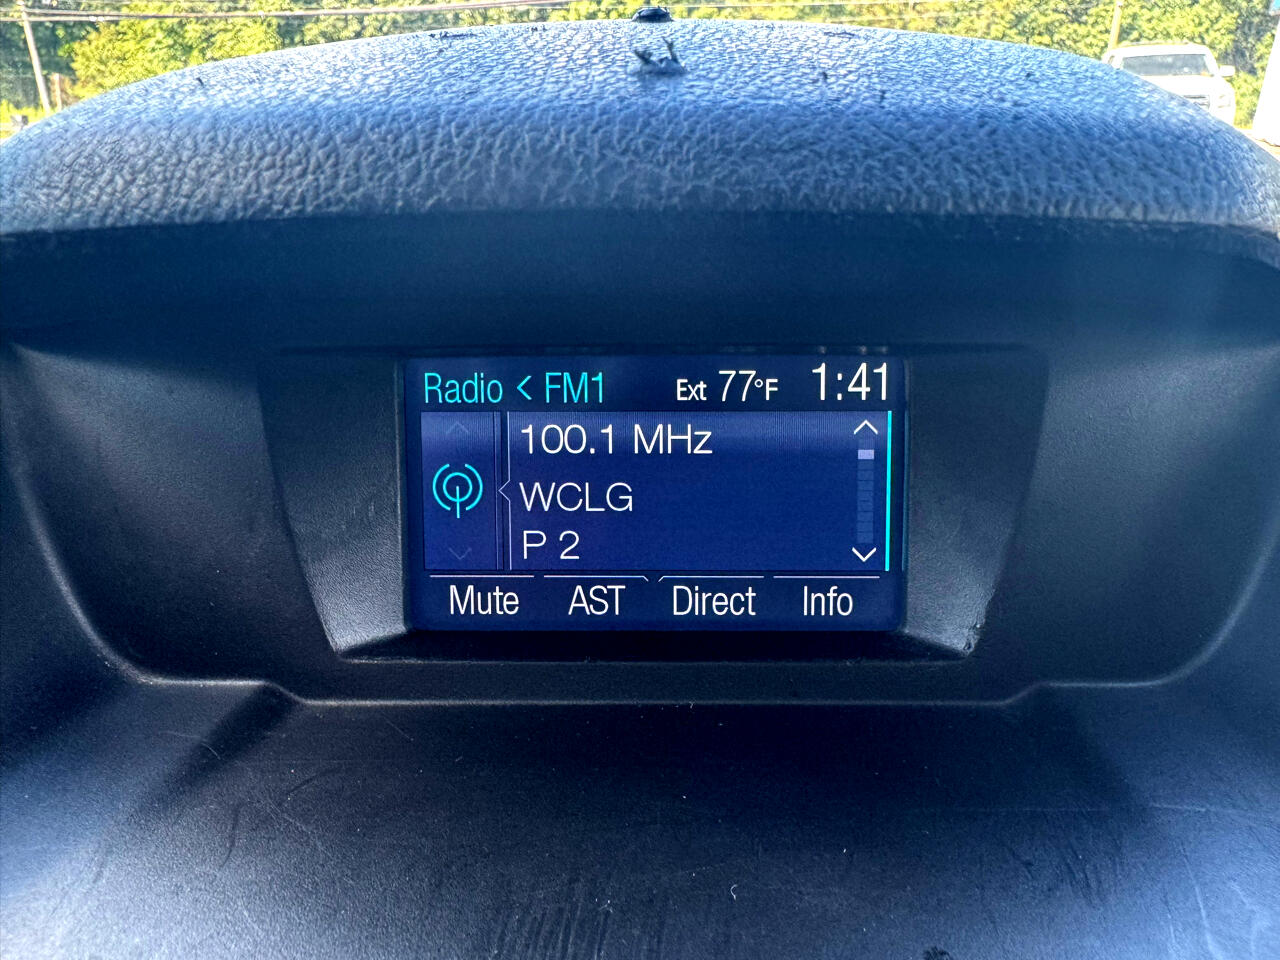 Radio < FM1 Ext 77°F 1:41
100.1 MHz
WCLG
P 2
Mute AST Direct Info